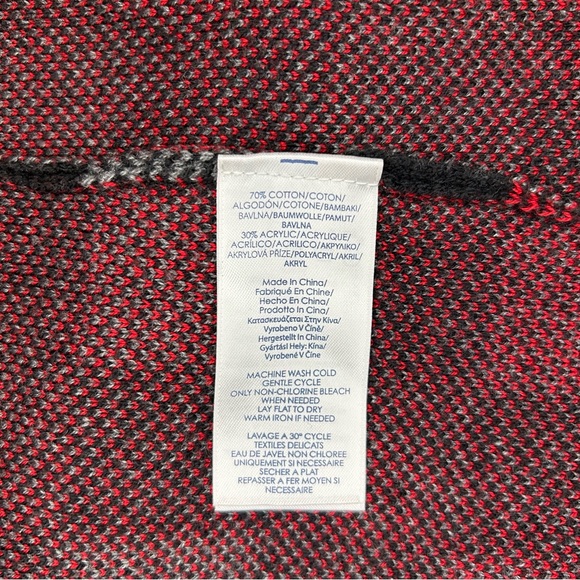 70% COTTON/COTON/
ALGODÓN/COTONE/ΒΑΜΒΑΚΙ/
BAVLNA/BAUMWOLLE/PAMUT/
BAVLNA
30% ACRYLIC/ACRYLIQUE/
ACRÍLICO/ACRILICO/ΑΚΡΥΛΙΚΟ/
AKRYLOVÁ PŘÍZE/POLYACRYL/AKRIL/
AKRYL
Made In China/
Fabriqué En Chine/
Hecho En China/
Prodotto In Cina/
Κατασκευάζεται Στην Κίνα/
Vyrobeno V Číně/
Hergestellt In China/
Gyártási Hely: Kína/
Vyrobené V Číne
MACHINE WASH COLD
GENTLE CYCLE
ONLY NON-CHLORINE BLEACH
WHEN NEEDED
LAY FLAT TO DRY
WARM IRON IF NEEDED
LAVAGE A 30° CYCLE
TEXTILES DELICATS
EAU DE JAVEL NON CHLOREE
UNIQUEMENT SI NECESSAIRE
SECHER A PLAT
REPASSER A FER MOYEN SI
NECESSAIRE